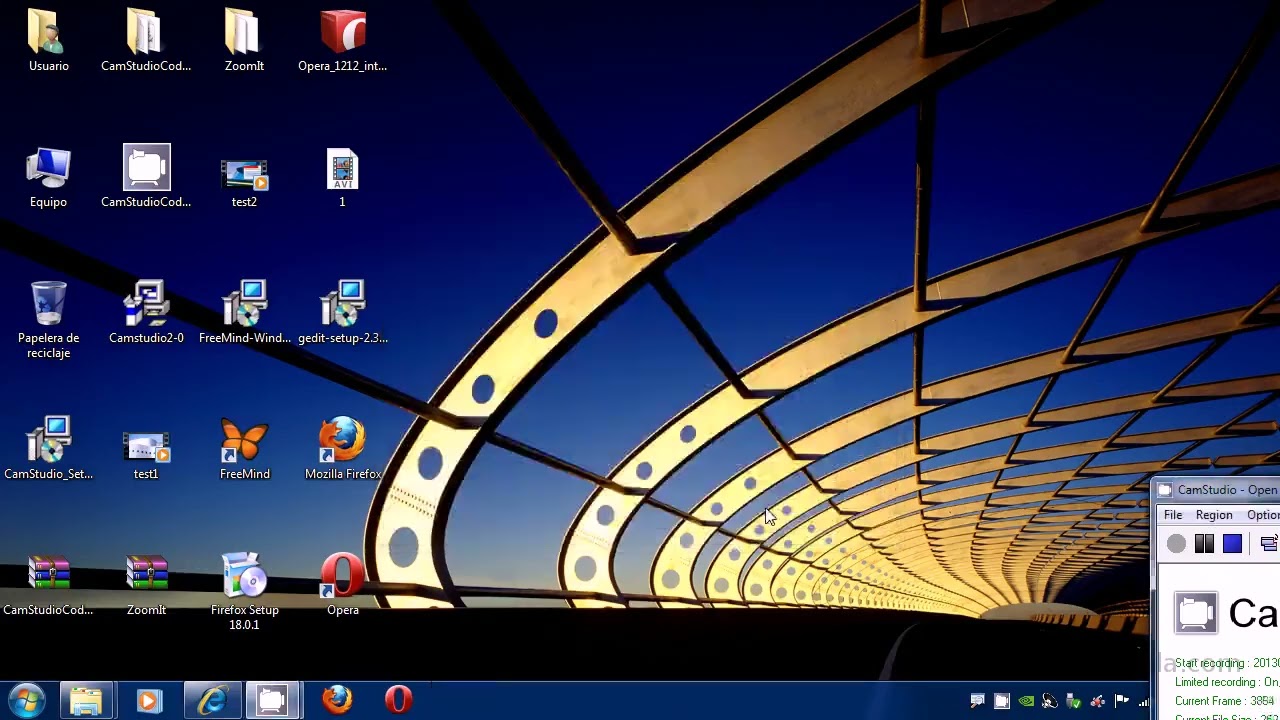 Usuario
CamStudioCod...
ZoomIt
Opera_1212_int...
Equipo
CamStudioCod...
test2
AVI
1
Papelera de
reciclaje
Camstudio2-0
FreeMind-Wind...
gedit-setup-2.3...
CamStudio_Set...
test1
FreeMind
Mozilla Firefox
CamStudioCod...
ZoomIt
Firefox Setup
18.0.1
Opera
CamStudio - Open
File Region Option
Ca
Start recording : 2013
Limited recording : On,
Current Frame : 3854
Current File Size :